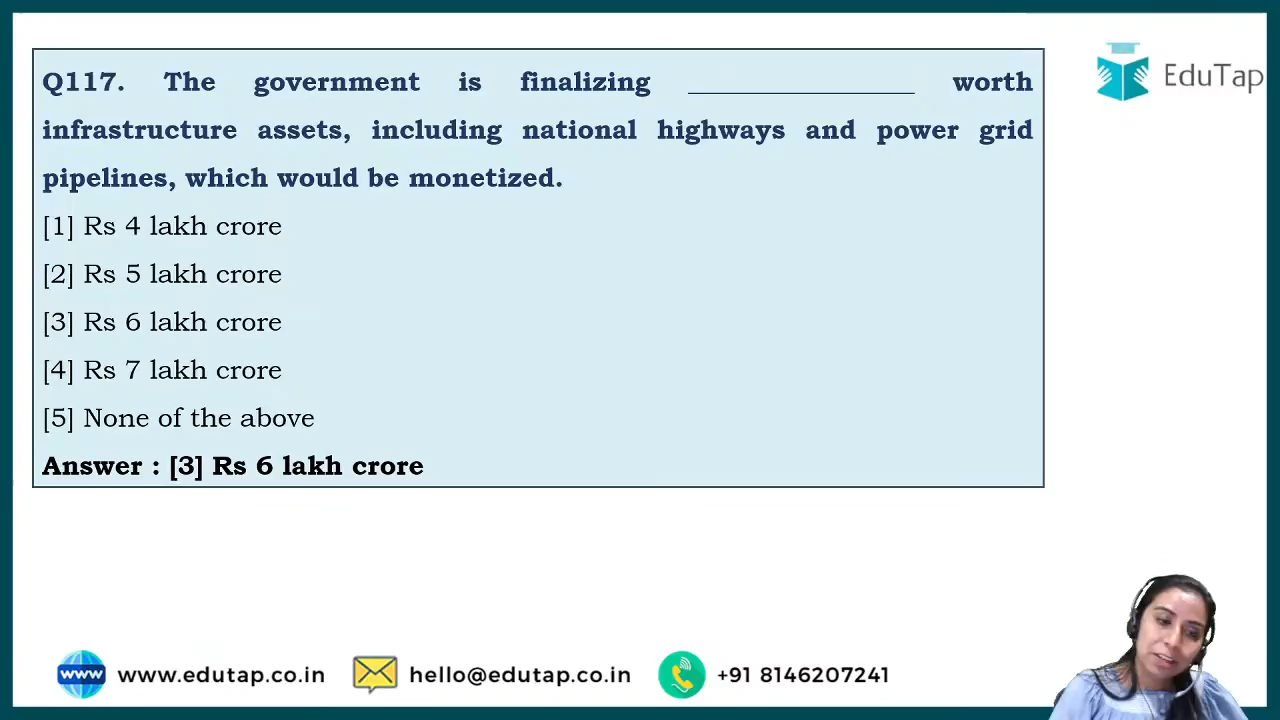 EduTap
Q117. The government is finalizing ________________ worth
infrastructure assets, including national highways and power grid
pipelines, which would be monetized.
[1] Rs 4 lakh crore
[2] Rs 5 lakh crore
[3] Rs 6 lakh crore
[4] Rs 7 lakh crore
[5] None of the above
Answer : [3] Rs 6 lakh crore
www.edutap.co.in hello@edutap.co.in +91 8146207241